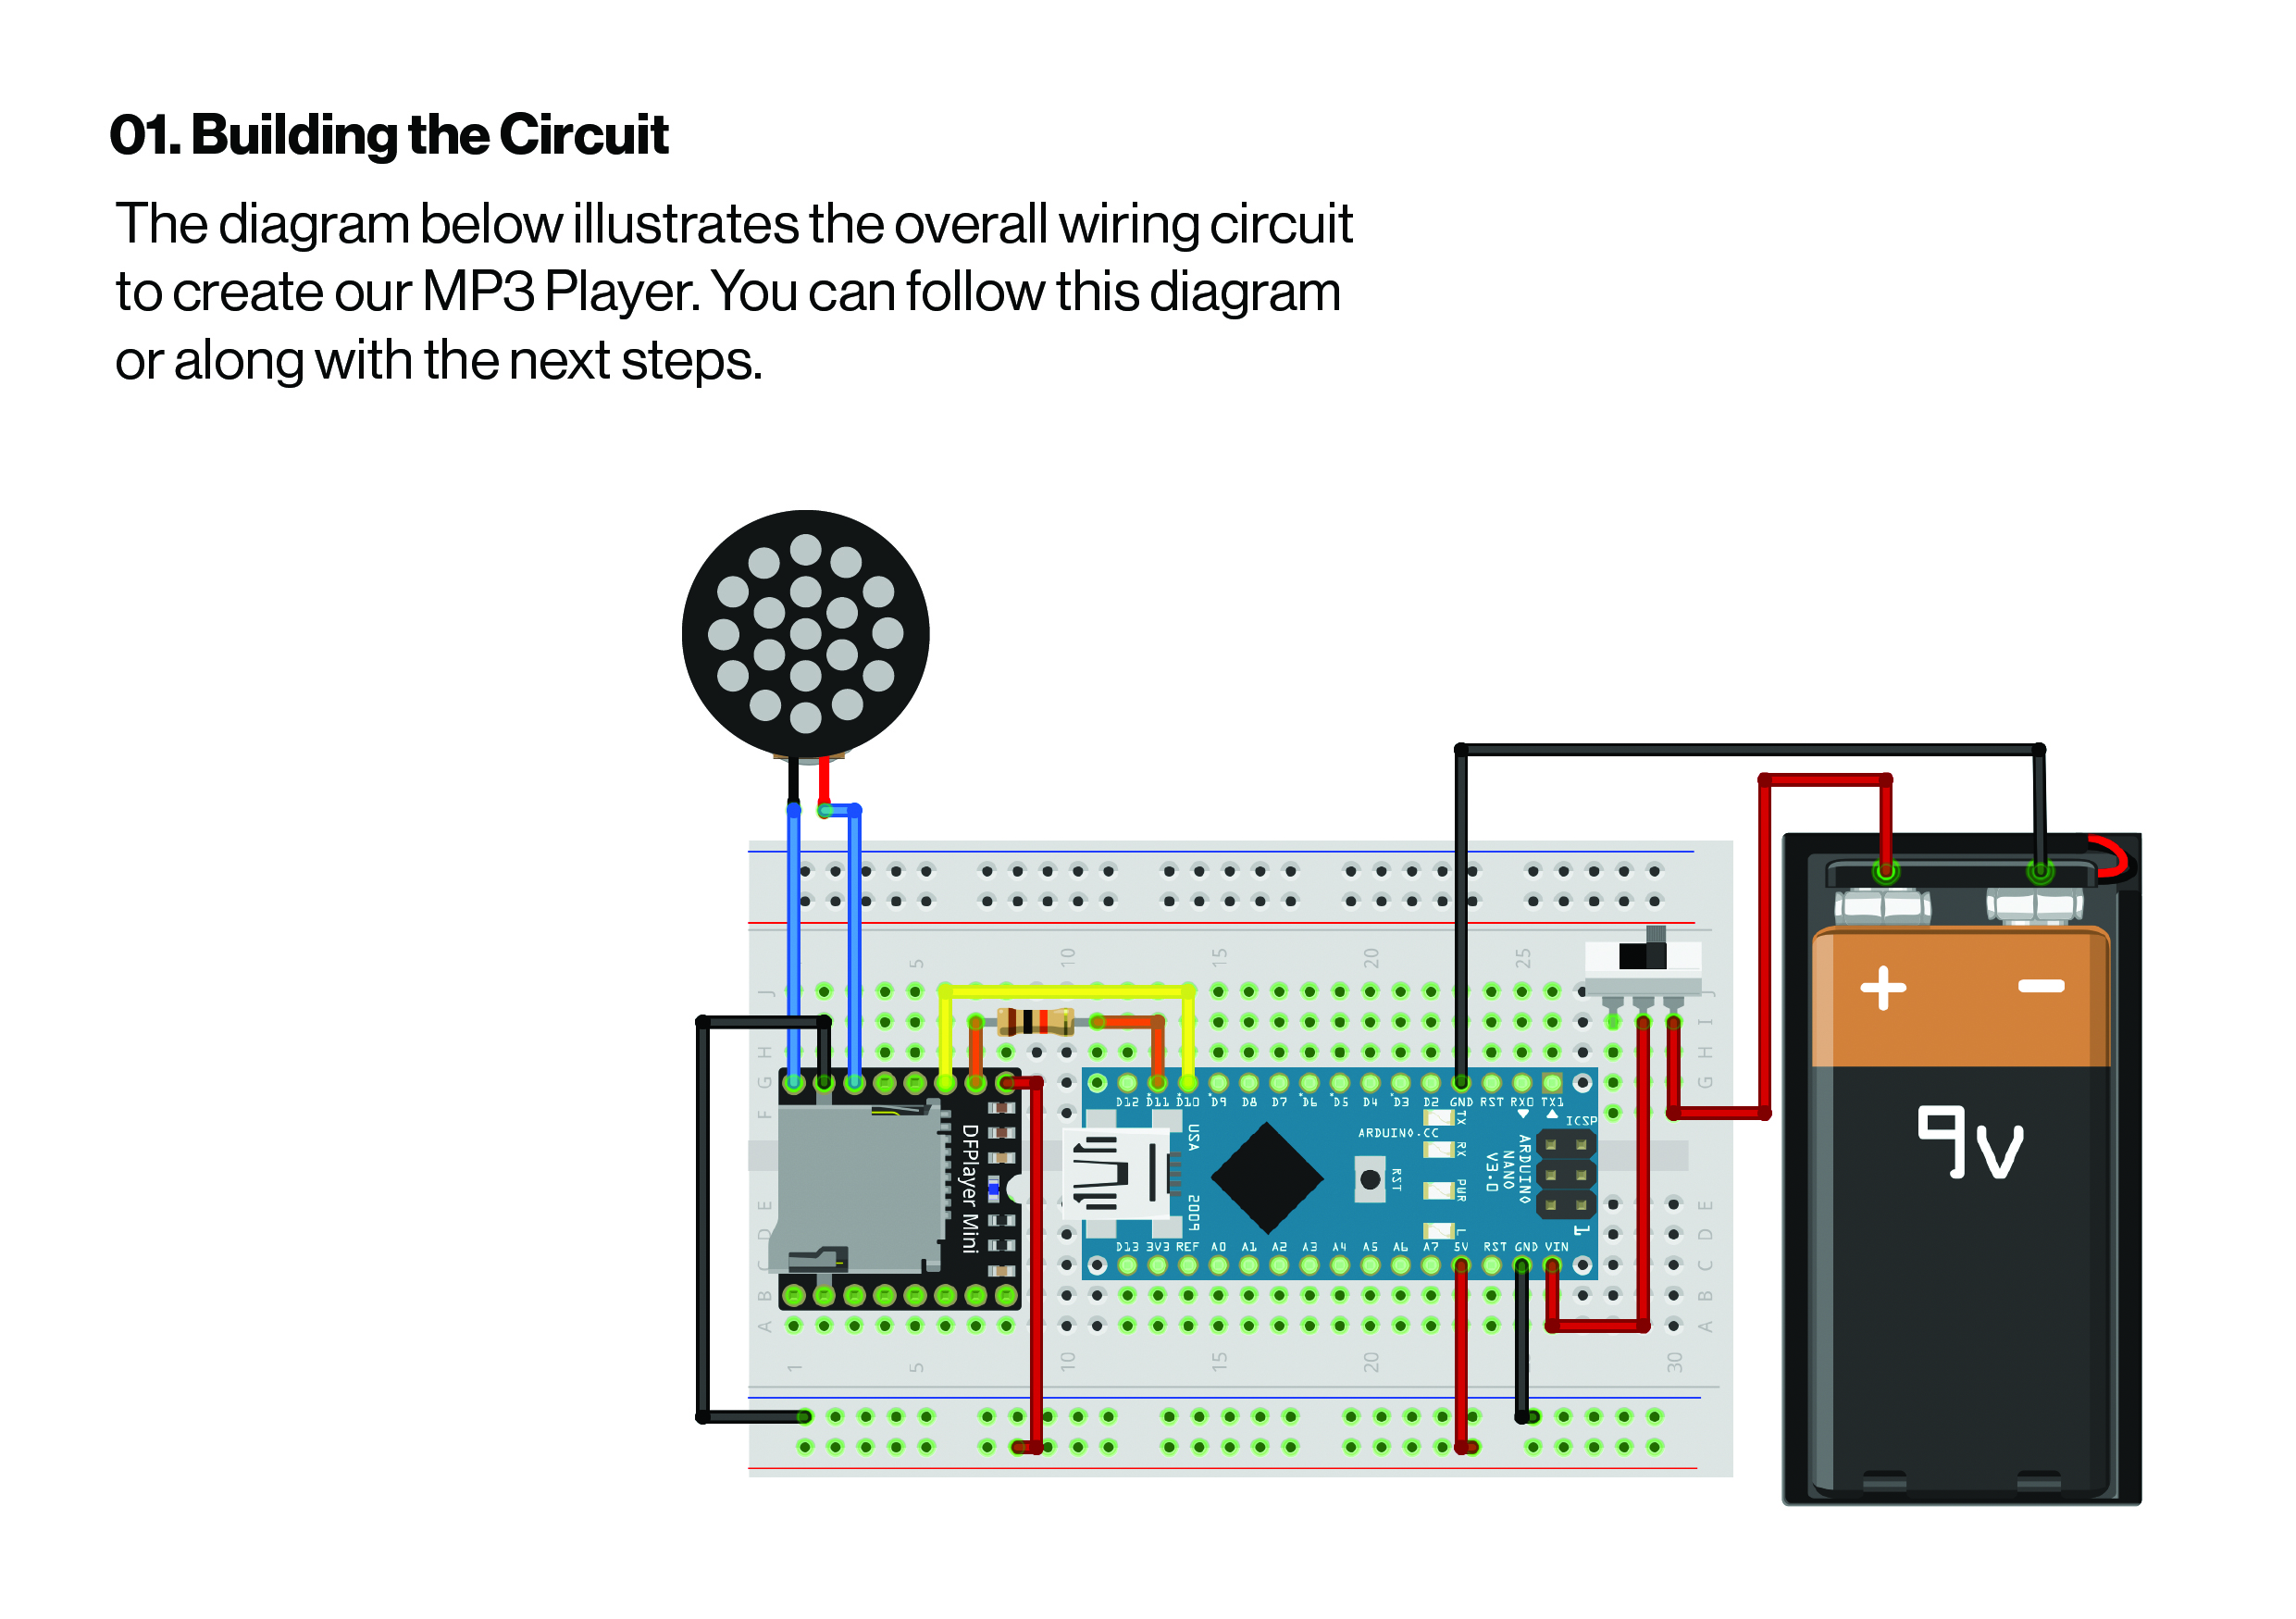 01. Building the Circuit
The diagram below illustrates the overall wiring circuit
to create our MP3 Player. You can follow this diagram
or along with the next steps.
+ −
9v
5 10 15 20 25
J J
I
H H
G G
F
D12 D11 D10 D9 D8 D7 D6 D5 D4 D3 D2 GND RST RX0 TX1
ICSP
TX
RX
ARDUINO.CC
USA
2009
DFPlayer Mini
RST
PWR
L
ARDUINO
NANO
V3.0
1
E E
D D
C C
B B
A A
D13 3V3 REF A0 A1 A2 A3 A4 A5 A6 A7 5V RST GND VIN
1 5 10 15 20 30